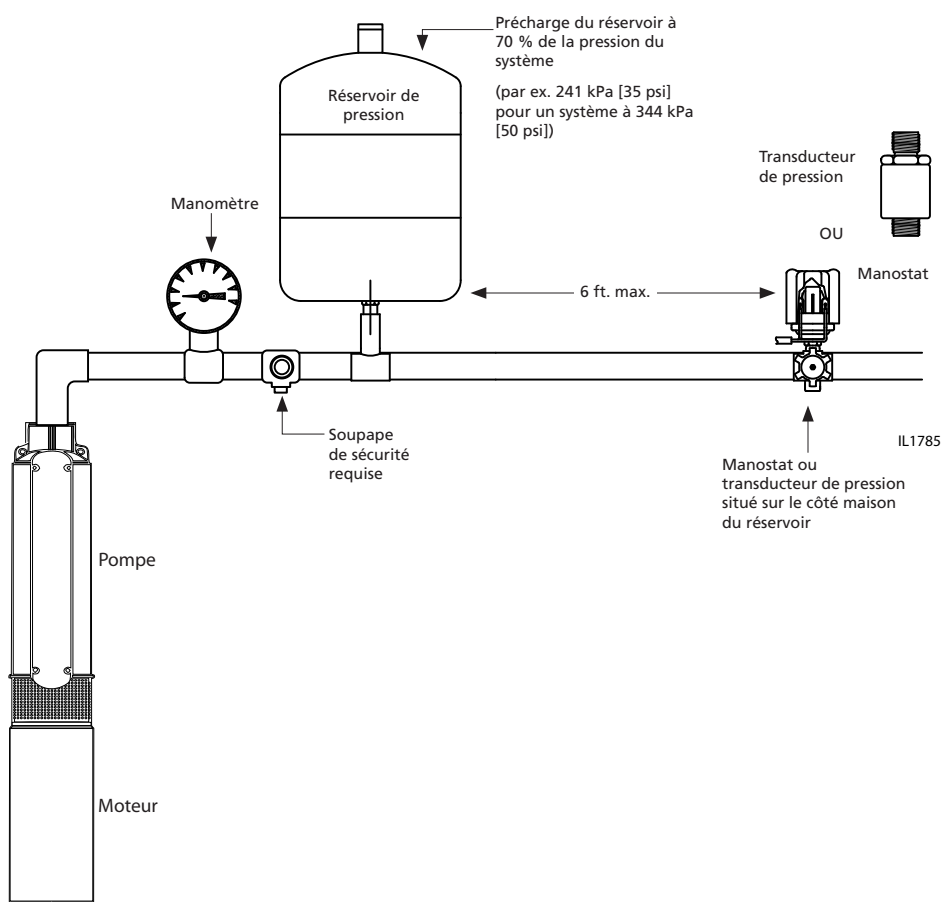 Précharge du réservoir à
70 % de la pression du
système
(par ex. 241 kPa [35 psi]
pour un système à 344 kPa
[50 psi])
Réservoir de
pression
Transducteur
de pression
OU
Manostat
Manomètre
6 ft. max.
Soupape
de sécurité
requise
IL1785
Manostat ou
transducteur de pression
situé sur le côté maison
du réservoir
Pompe
Moteur